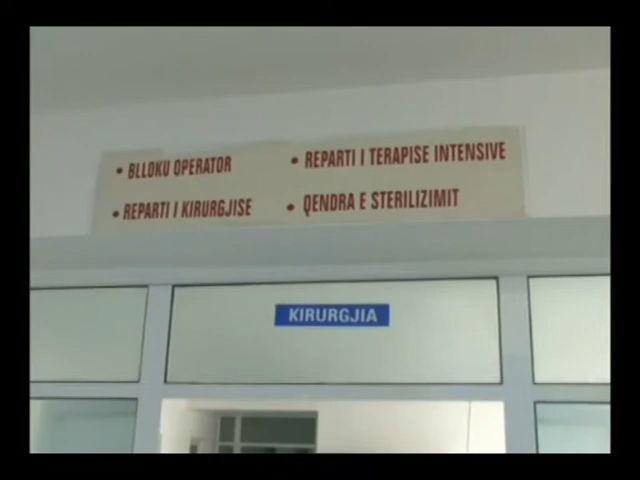 • BLLOKU OPERATOR
• REPARTI I KIRURGJISE
• REPARTI I TERAPISE INTENSIVE
• QENDRA E STERILIZIMIT
KIRURGJIA